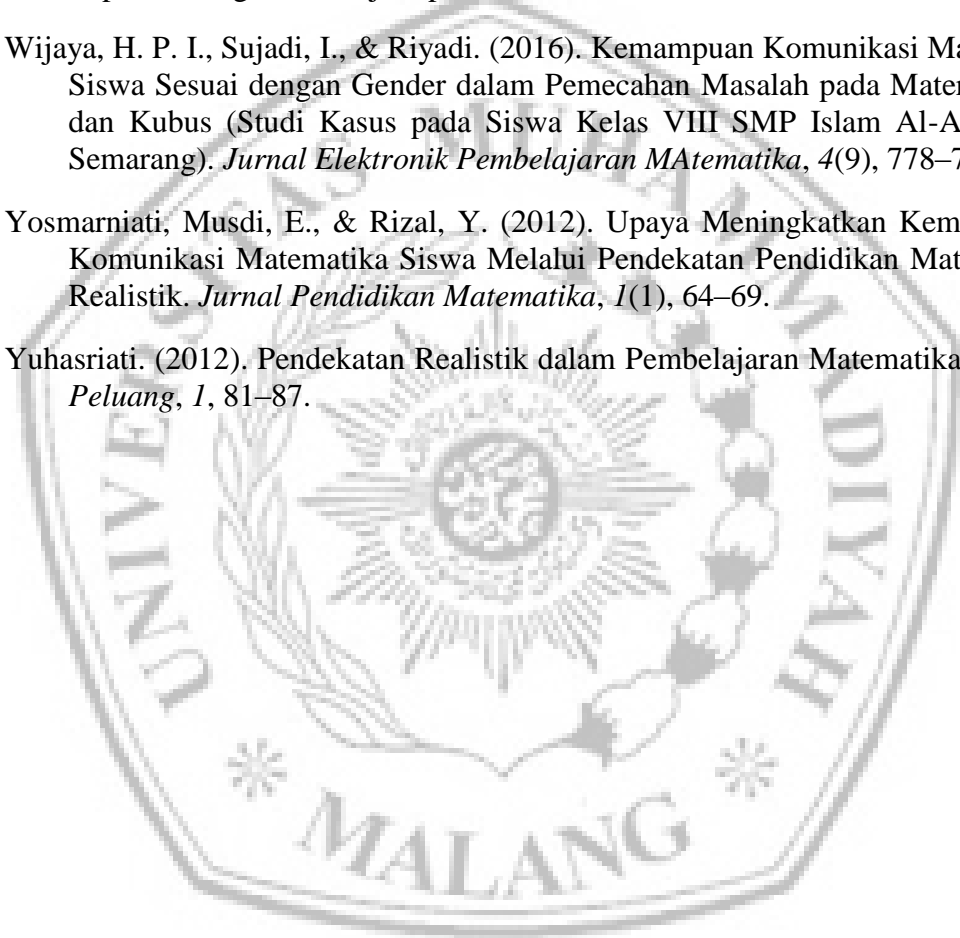 Wijaya, H. P. I., Sujadi, I., & Riyadi. (2016). Kemampuan Komunikasi Ma
Siswa Sesuai dengan Gender dalam Pemecahan Masalah pada Mater
dan Kubus (Studi Kasus pada Siswa Kelas VIII SMP Islam Al-A
Semarang). Jurnal Elektronik Pembelajaran MAtematika, 4(9), 778–7
Yosmarniati, Musdi, E., & Rizal, Y. (2012). Upaya Meningkatkan Kem
Komunikasi Matematika Siswa Melalui Pendekatan Pendidikan Mat
Realistik. Jurnal Pendidikan Matematika, 1(1), 64–69.
Yuhasriati. (2012). Pendekatan Realistik dalam Pembelajaran Matematika
Peluang, 1, 81–87.
UNIVERSITAS MUHAMMADIYAH
MALANG